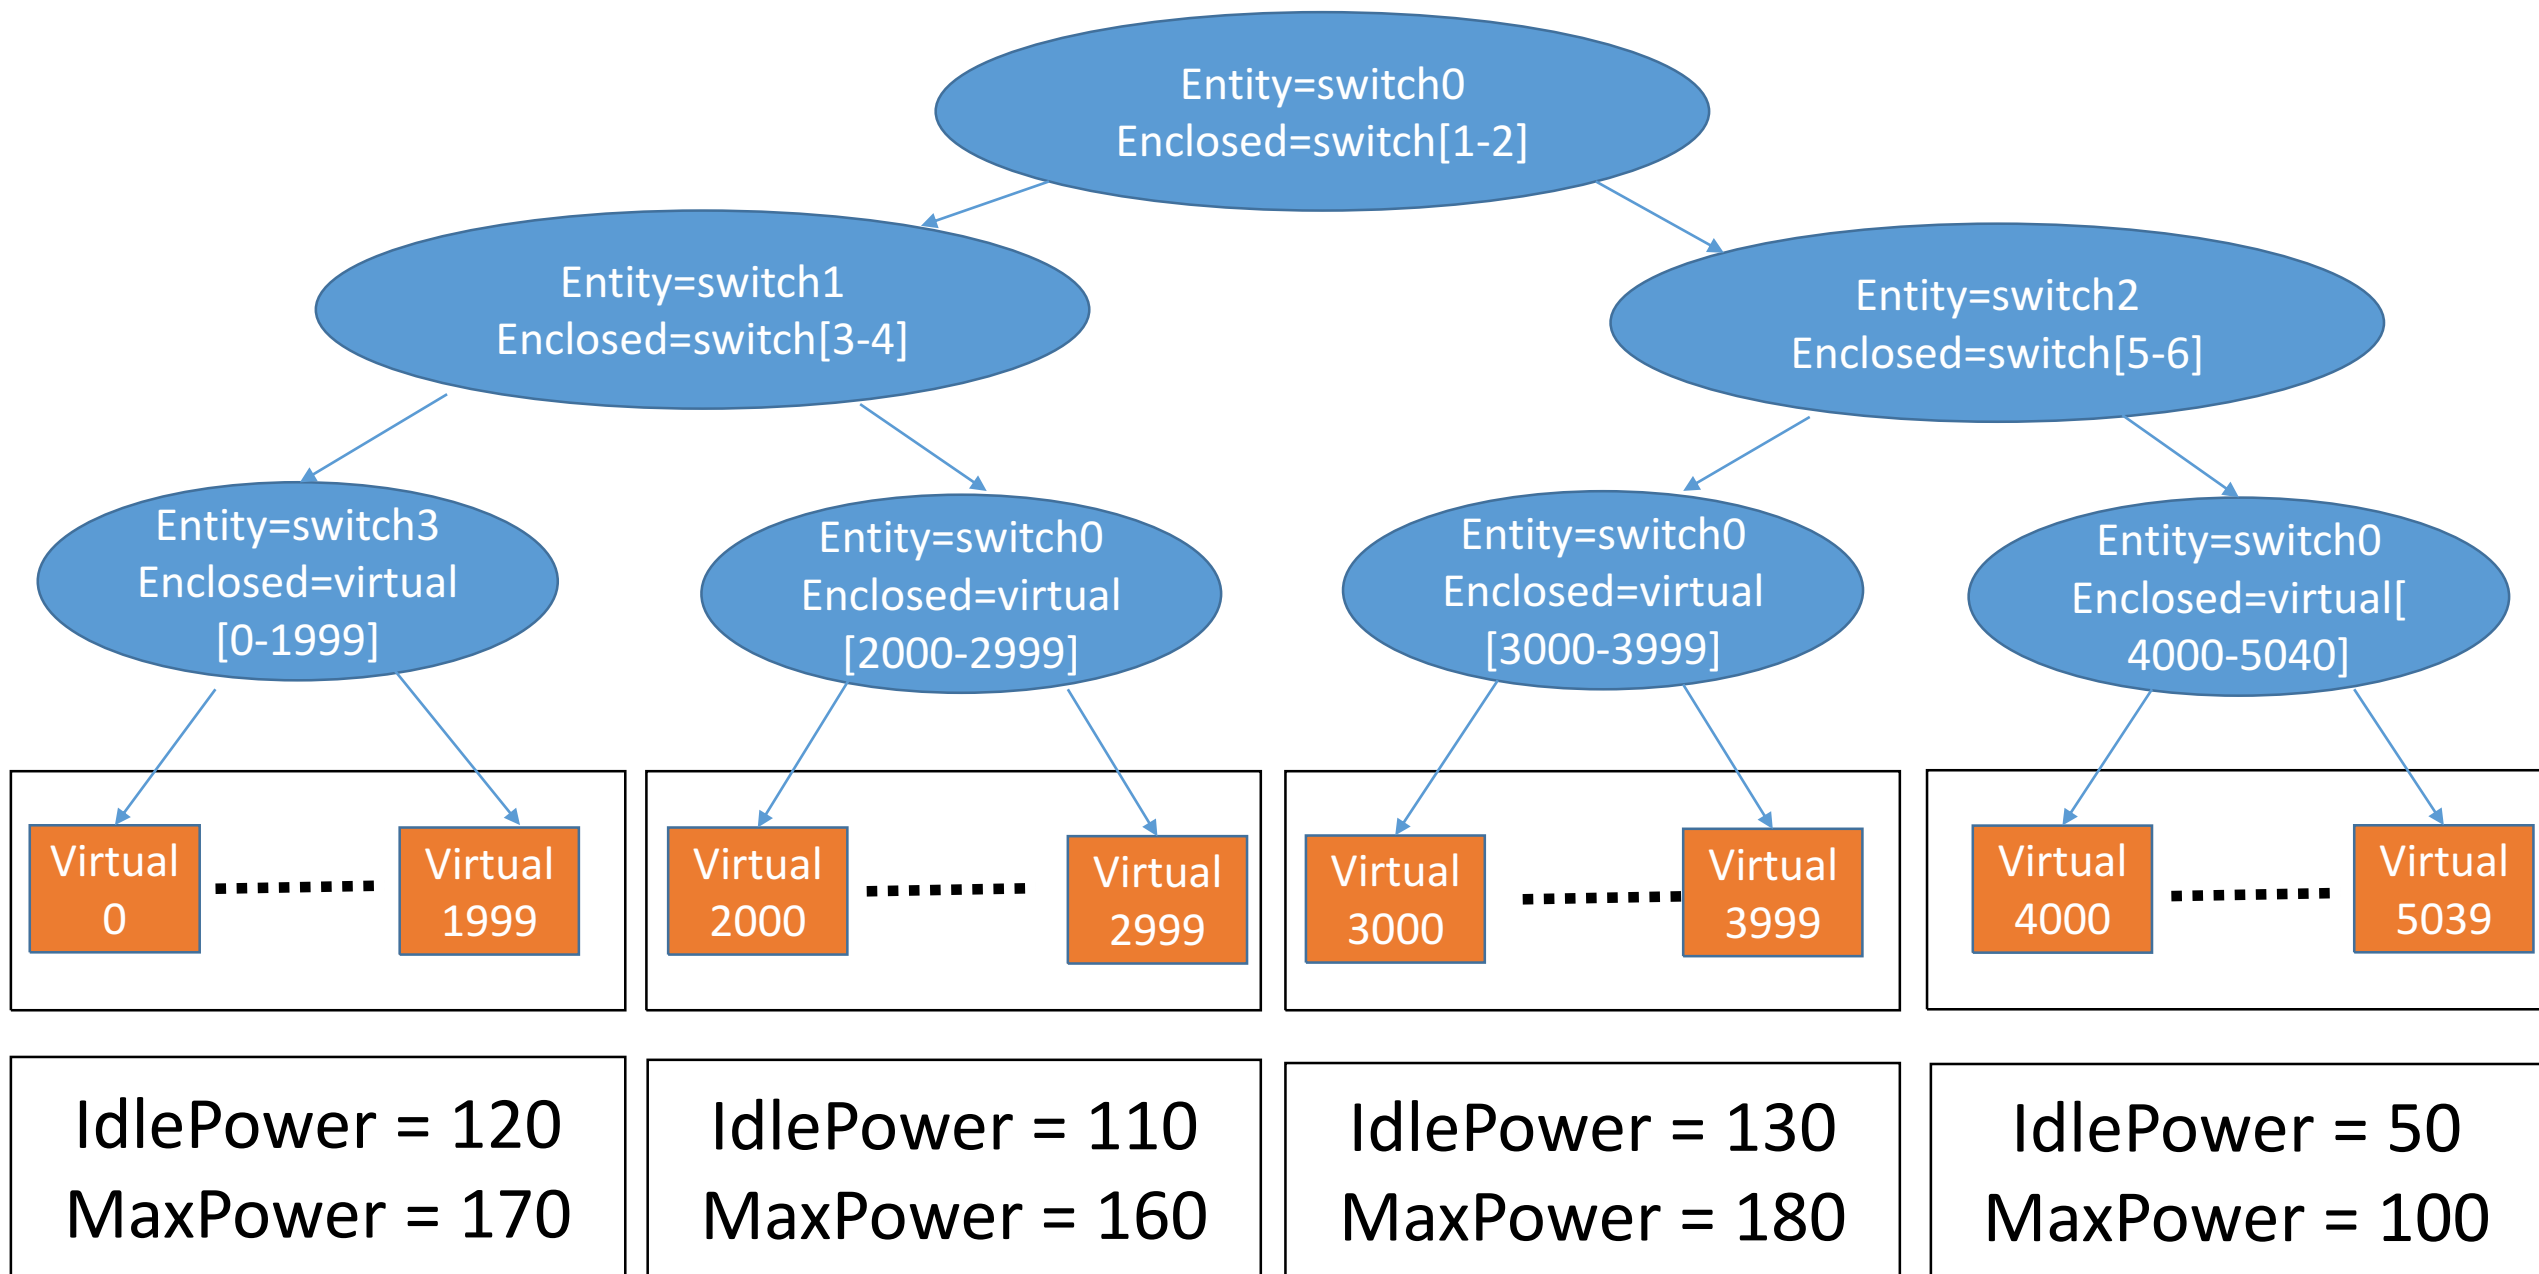 Entity=switch0
Enclosed=switch[1-2]
Entity=switch1
Enclosed=switch[3-4]
Entity=switch2
Enclosed=switch[5-6]
Entity=switch3
Enclosed=virtual
[0-1999]
Entity=switch0
Enclosed=virtual
[2000-2999]
Entity=switch0
Enclosed=virtual
[3000-3999]
Entity=switch0
Enclosed=virtual[
4000-5040]
Virtual
0
Virtual
1999
Virtual
2000
Virtual
2999
Virtual
3000
Virtual
3999
Virtual
4000
Virtual
5039
IdlePower = 120
MaxPower = 170
IdlePower = 110
MaxPower = 160
IdlePower = 130
MaxPower = 180
IdlePower = 50
MaxPower = 100